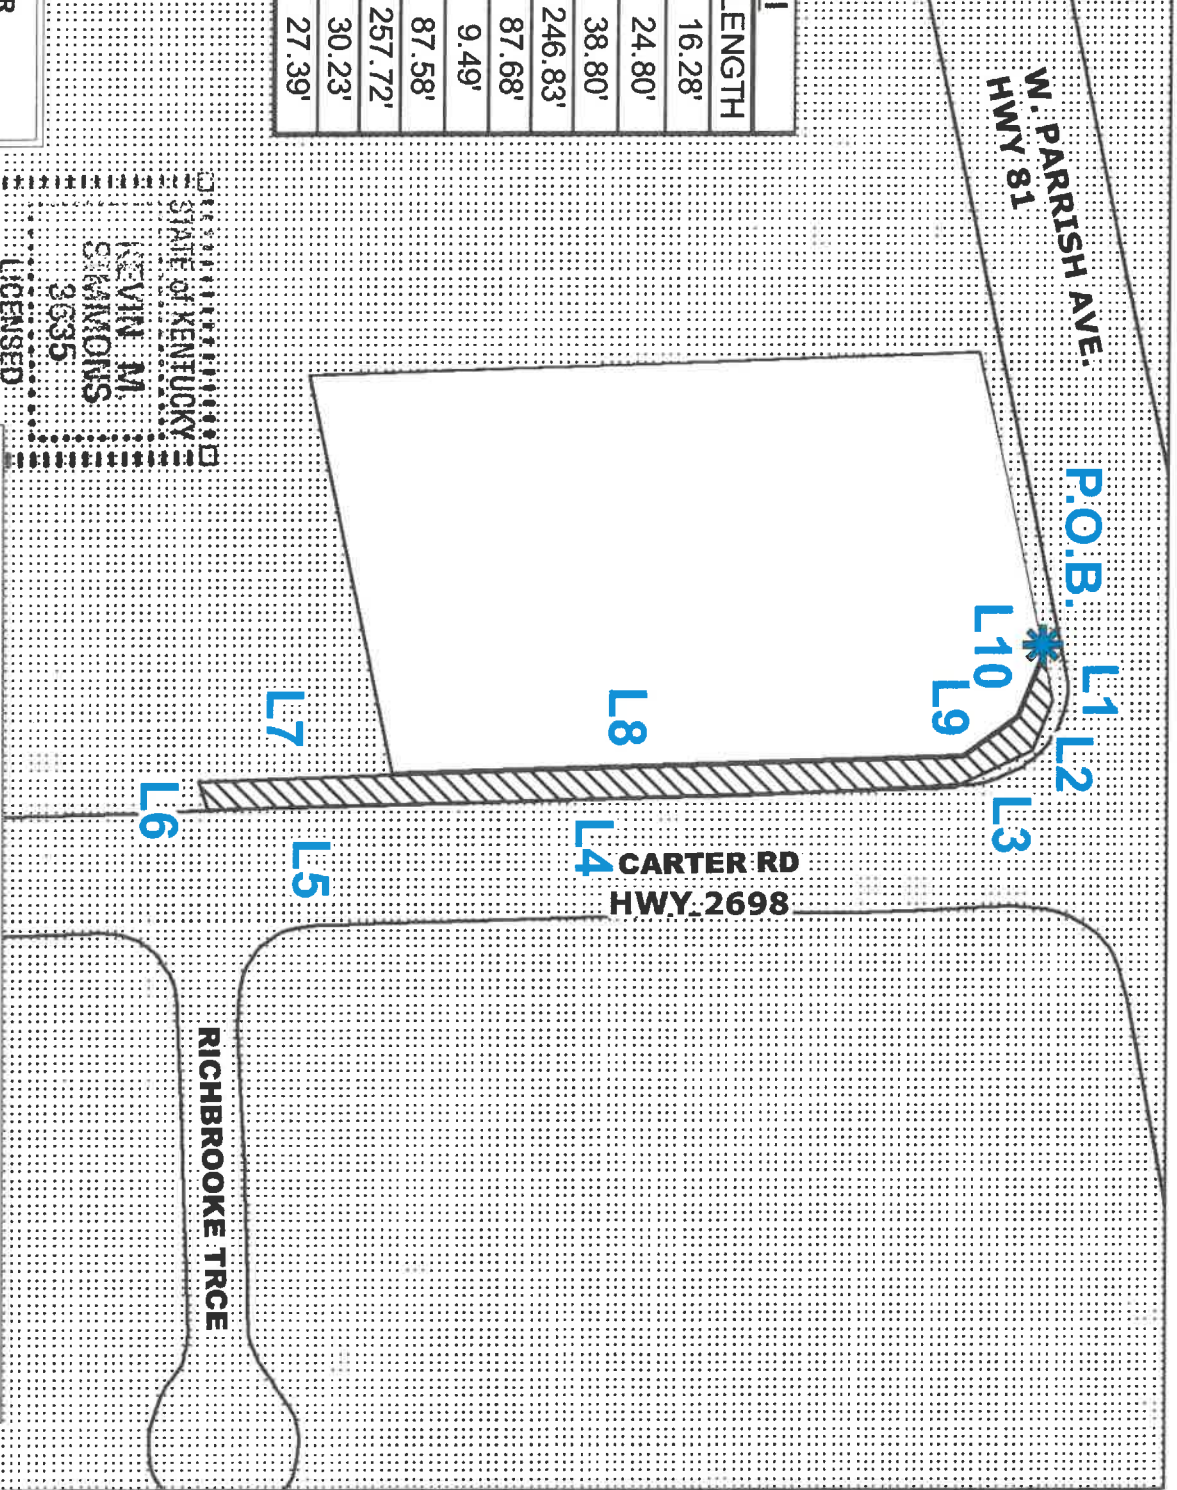 LENGTH
16.28'
24.80'
38.80'
246.83'
87.68'
9.49'
87.58'
257.72'
30.23'
27.39'
W. PARRISH AVE.
HWY 81
P.O.B.
L1
L2
L3
L4
L5
L6
L7
L8
L9
L10
CARTER RD
HWY 2698
RICHBROOKE TRCE
STATE of KENTUCKY
KEVIN M.
SIMMONS
3635
LICENSED
R